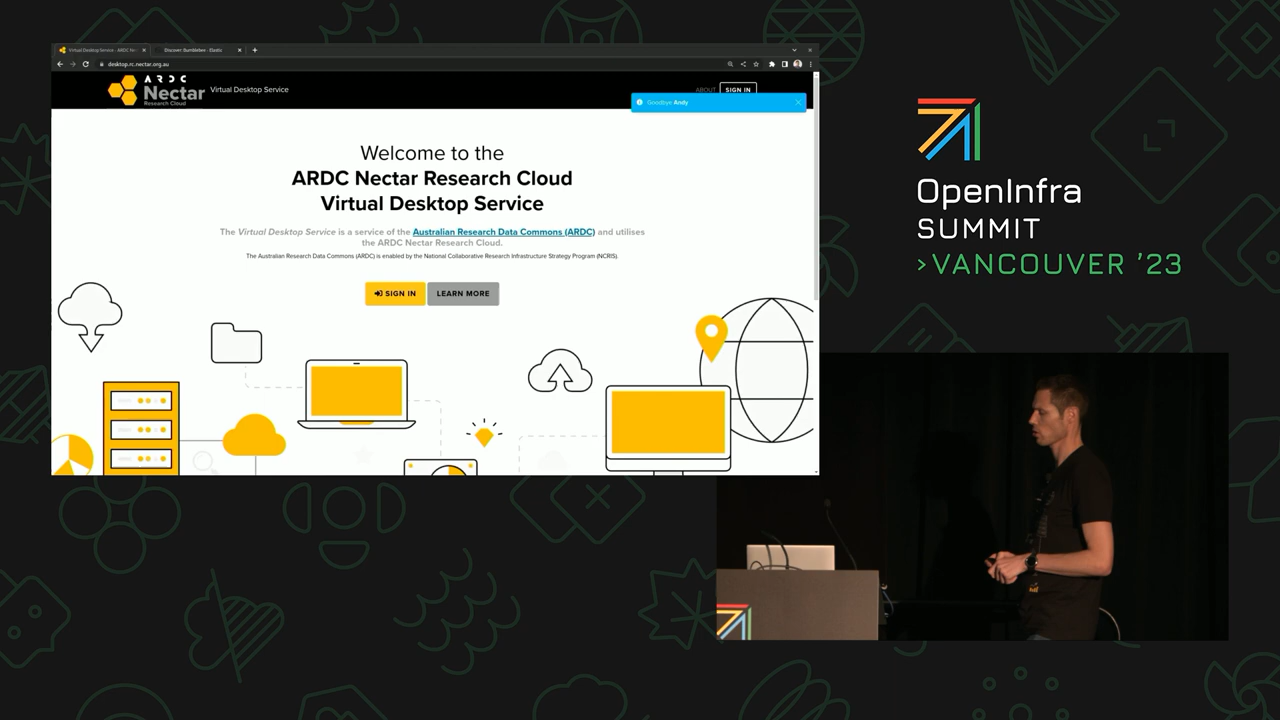 Virtual Desktop Service - ARDC Ne
Discover: Bumblebee - Elastic
desktop.rc.nectar.org.au
ARDC
Nectar
Research Cloud
Virtual Desktop Service
ABOUT
SIGN IN
Goodbye Andy
Welcome to the
ARDC Nectar Research Cloud
Virtual Desktop Service
The Virtual Desktop Service is a service of the Australian Research Data Commons (ARDC) and utilises
the ARDC Nectar Research Cloud.
The Australian Research Data Commons (ARDC) is enabled by the National Collaborative Research Infrastructure Strategy Program (NCRIS).
SIGN IN
LEARN MORE
OpenInfra
SUMMIT
>VANCOUVER '23